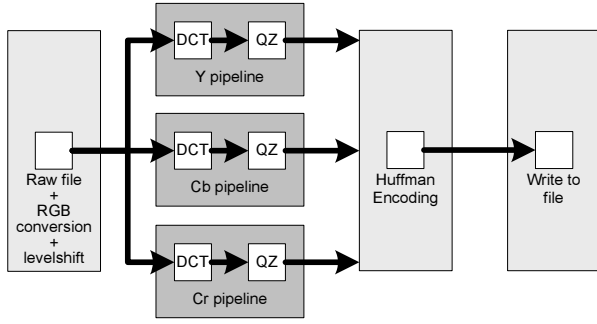 DCT
QZ
Y pipeline
DCT
QZ
Cb pipeline
DCT
QZ
Cr pipeline
Raw file
+
RGB
conversion
+
levelshift
Huffman
Encoding
Write to
file